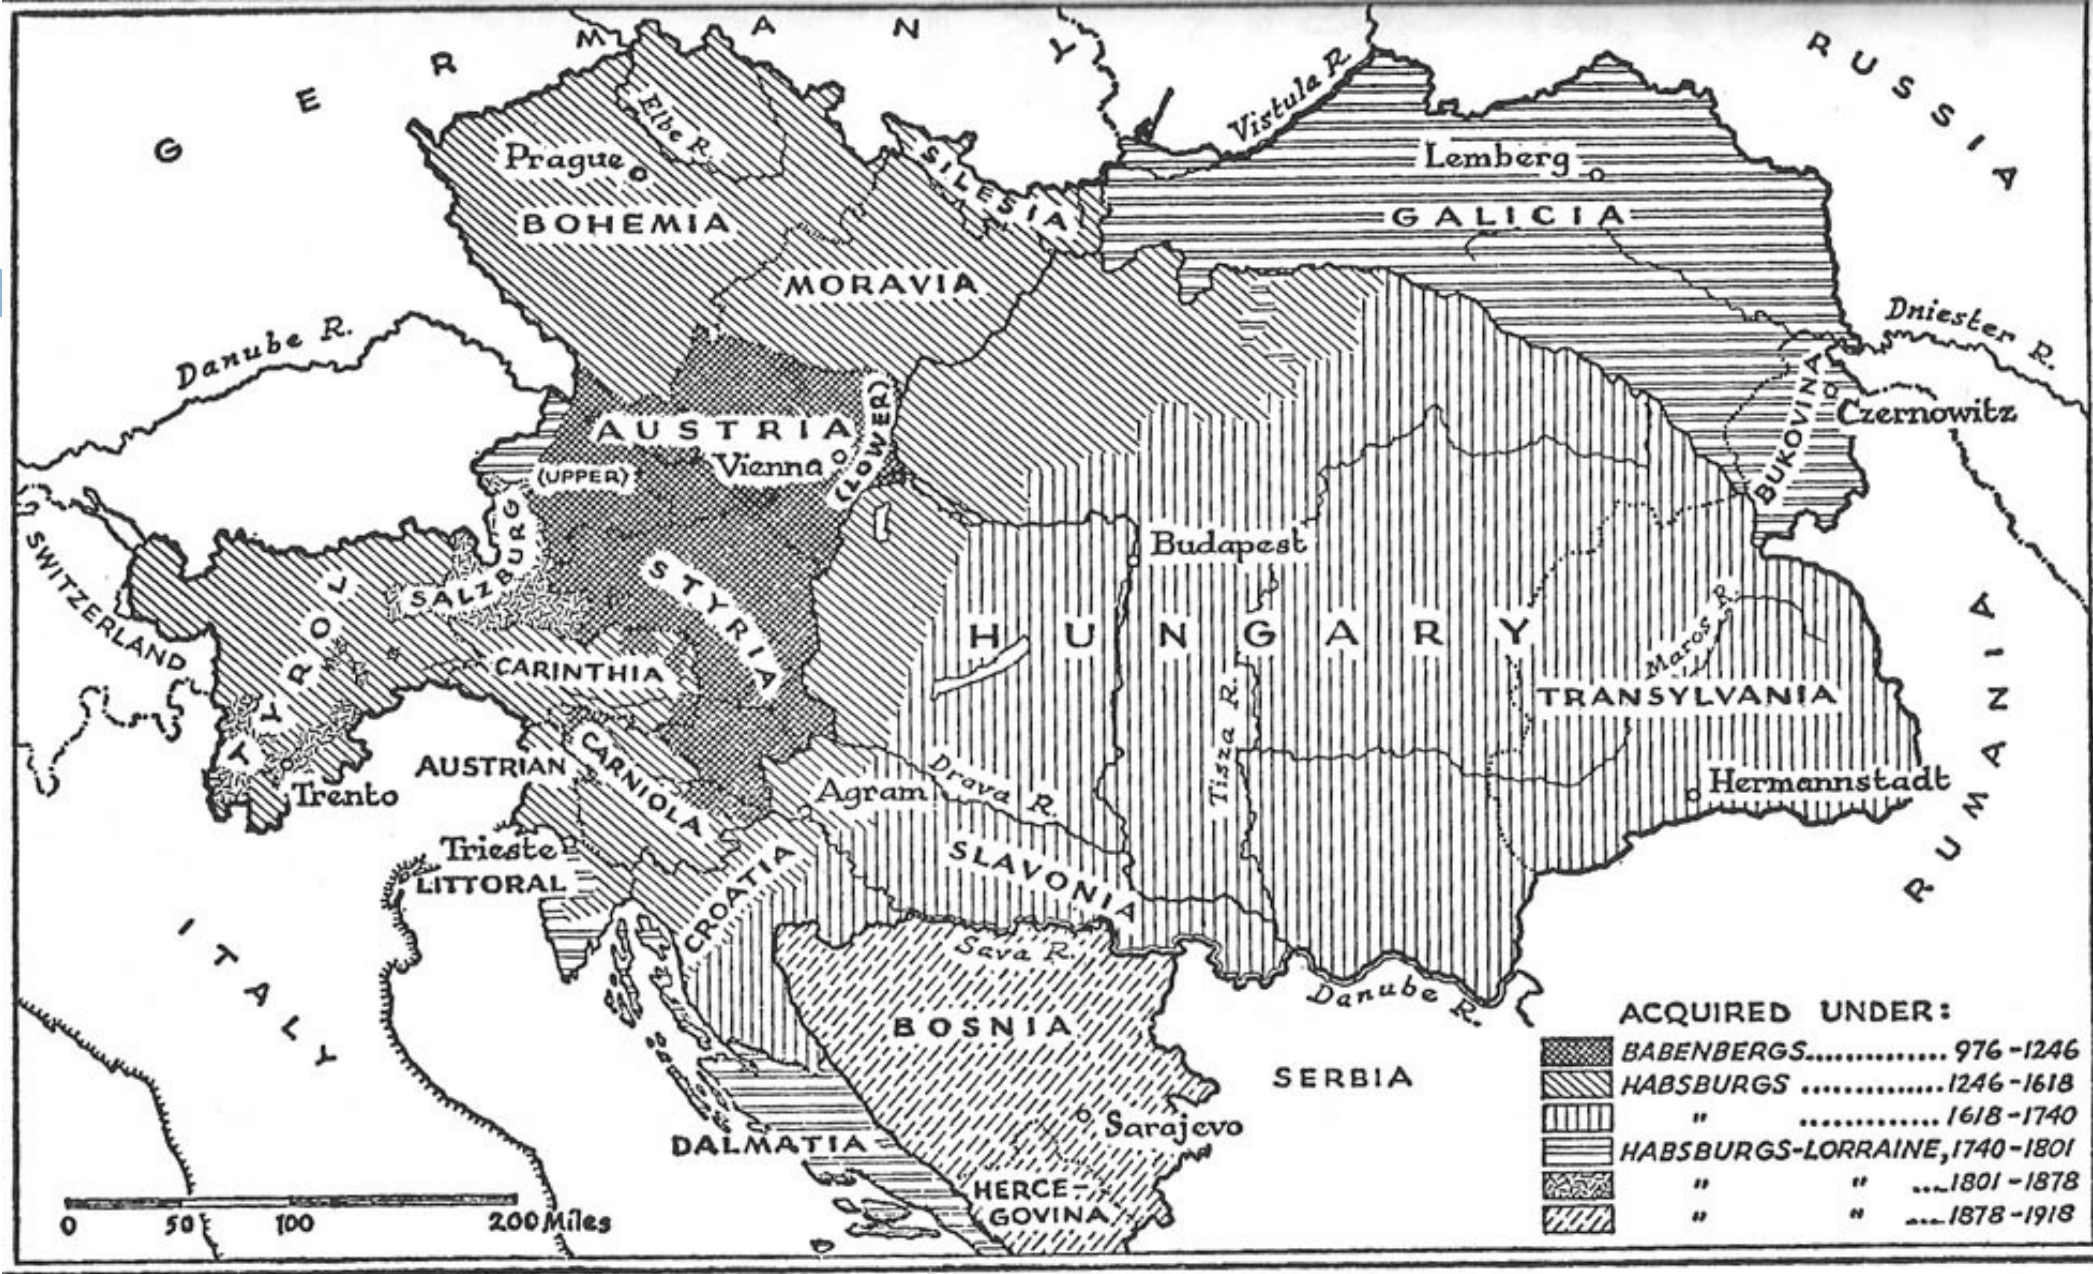 GERMANY
RUSSIA
Vistula R.
Elbe R.
Prague
Lemberg
SILESIA
BOHEMIA
GALICIA
MORAVIA
Danube R.
Dniester R.
BUKOVINA
Czernowitz
AUSTRIA
(LOWER)
Vienna
(UPPER)
SWITZERLAND
SALZBURG
Budapest
TYROL
STYRIA
HUNGARY
Maros R.
RUMANIA
CARINTHIA
TRANSYLVANIA
Tisza R.
AUSTRIAN
LITTORAL
CARNIOLA
Trento
Agram
Drava R.
Hermannstadt
Trieste
CROATIA
SLAVONIA
ITALY
Sava R.
Danube R.
BOSNIA
SERBIA
Sarajevo
DALMATIA
HERCE-
GOVINA
ACQUIRED UNDER:
BABENBERGS.............. 976-1246
HABSBURGS ..............1246-1618
" .............1618-1740
HABSBURGS-LORRAINE, 1740-1801
" " ....1801-1878
" " ....1878-1918
0 50 100 200 Miles